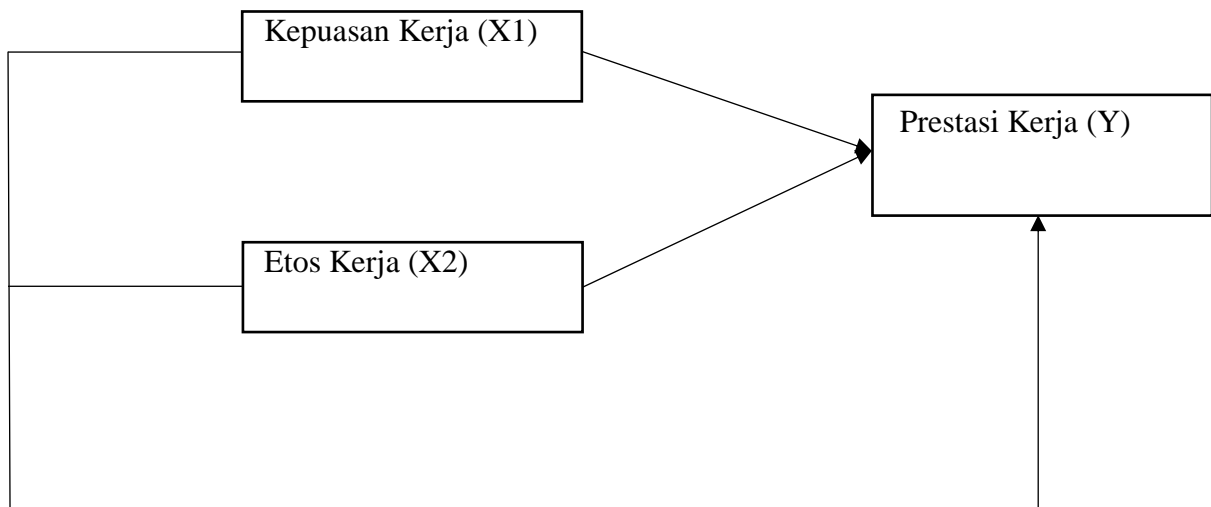 Kepuasan Kerja (X1)
Prestasi Kerja (Y)
Etos Kerja (X2)